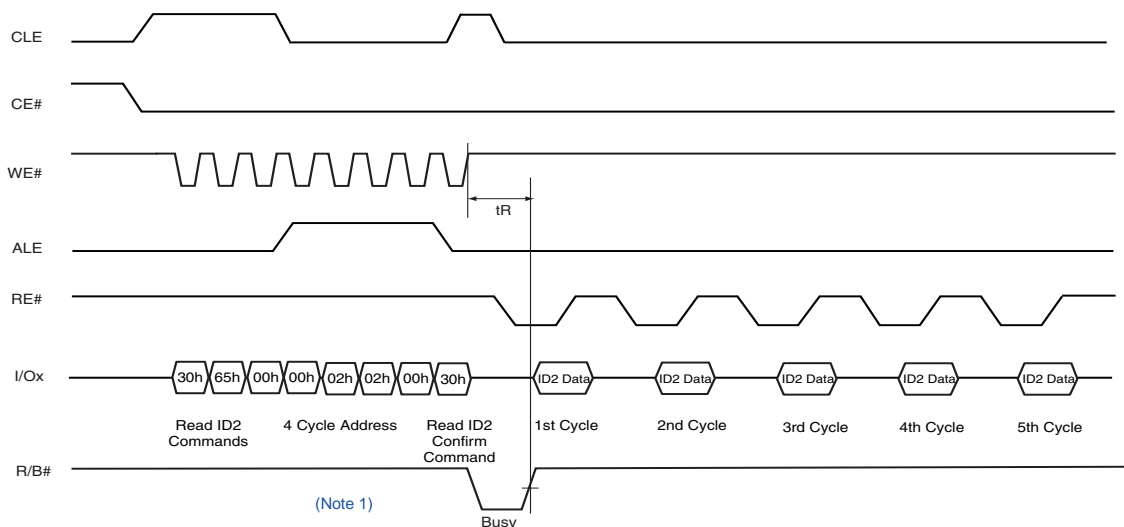 CLE
CE#
WE#
tR
ALE
RE#
I/Ox
30h 65h 00h 00h 02h 02h 00h 30h ID2 Data ID2 Data ID2 Data ID2 Data ID2 Data
Read ID2
Commands
4 Cycle Address
Read ID2
Confirm
Command
1st Cycle
2nd Cycle
3rd Cycle
4th Cycle
5th Cycle
R/B#
(Note 1)
Busy